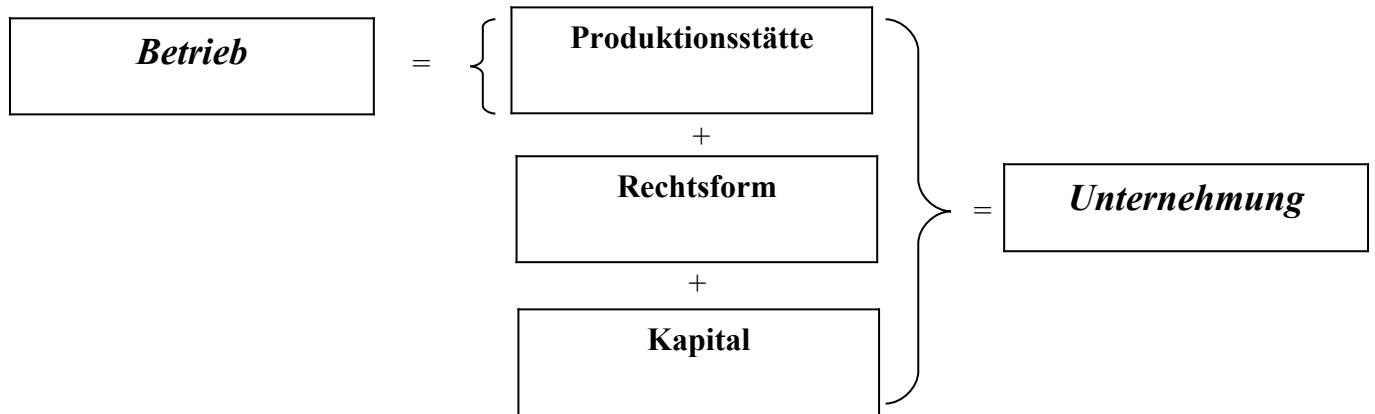 Betrieb
=
Produktionsstätte
+
Rechtsform
+
Kapital
=
Unternehmung